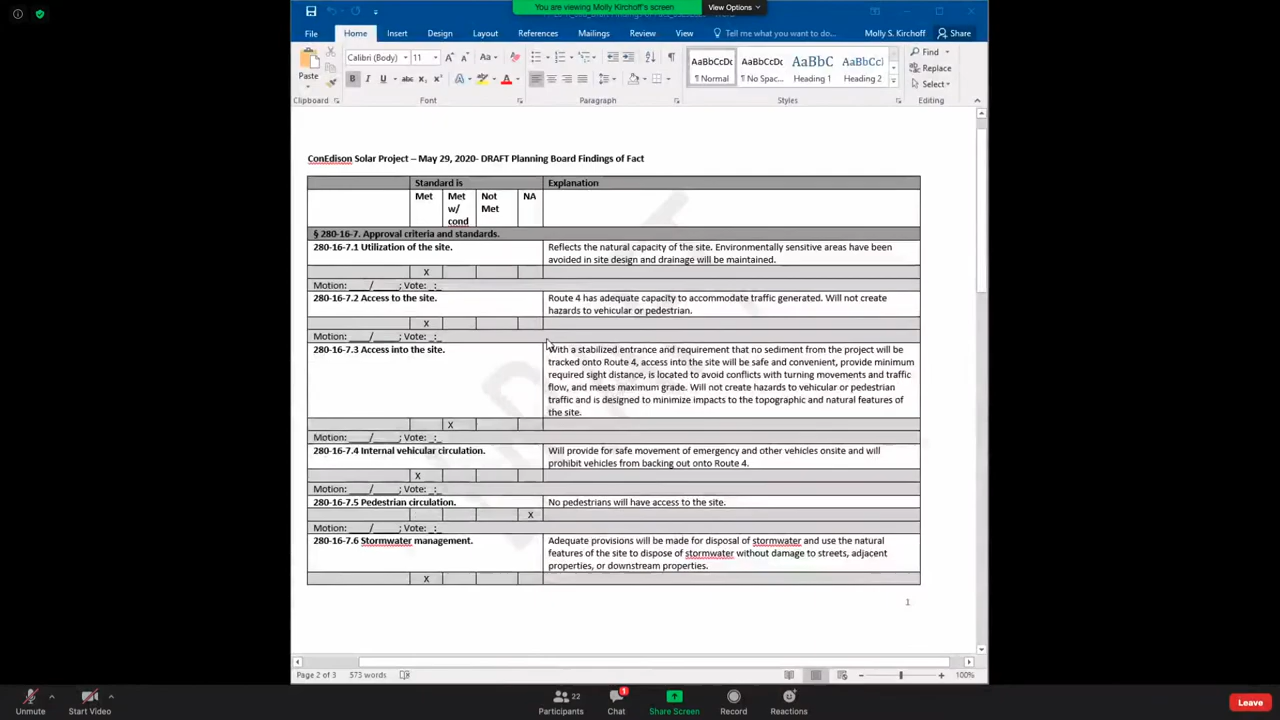 You are viewing Molly Kirchoff's screen
View Options
File Home Insert Design Layout References Mailings Review View Tell me what you want to do... Molly S. Kirchoff Share
Calibri (Body) 11
Paste
B I U abc
AaBbCcDc AaBbCcDc AaBbC AaBbCcD
¶ Normal ¶ No Spac... Heading 1 Heading 2
Find
Replace
Select
Clipboard Font Paragraph Styles Editing
ConEdison Solar Project – May 29, 2020- DRAFT Planning Board Findings of Fact
Standard is Explanation
Met Met w/ cond Not Met NA
§ 280-16-7. Approval criteria and standards.
280-16-7.1 Utilization of the site.
Reflects the natural capacity of the site. Environmentally sensitive areas have been
avoided in site design and drainage will be maintained.
X
Motion: ____/_____; Vote: _:_
280-16-7.2 Access to the site.
Route 4 has adequate capacity to accommodate traffic generated. Will not create
hazards to vehicular or pedestrian.
X
Motion: ____/_____; Vote: _:_
280-16-7.3 Access into the site.
With a stabilized entrance and requirement that no sediment from the project will be
tracked onto Route 4, access into the site will be safe and convenient, provide minimum
required sight distance, is located to avoid conflicts with turning movements and traffic
flow, and meets maximum grade. Will not create hazards to vehicular or pedestrian
traffic and is designed to minimize impacts to the topographic and natural features of
the site.
X
Motion: ____/_____; Vote: _:_
280-16-7.4 Internal vehicular circulation.
Will provide for safe movement of emergency and other vehicles onsite and will
prohibit vehicles from backing out onto Route 4.
X
Motion: ____/_____; Vote: _:_
280-16-7.5 Pedestrian circulation.
No pedestrians will have access to the site.
X
Motion: ____/_____; Vote: _:_
280-16-7.6 Stormwater management.
Adequate provisions will be made for disposal of stormwater and use the natural
features of the site to dispose of stormwater without damage to streets, adjacent
properties, or downstream properties.
X
1
Page 2 of 3 573 words 100%
Unmute Start Video Participants 22 Chat 1 Share Screen Record Reactions Leave